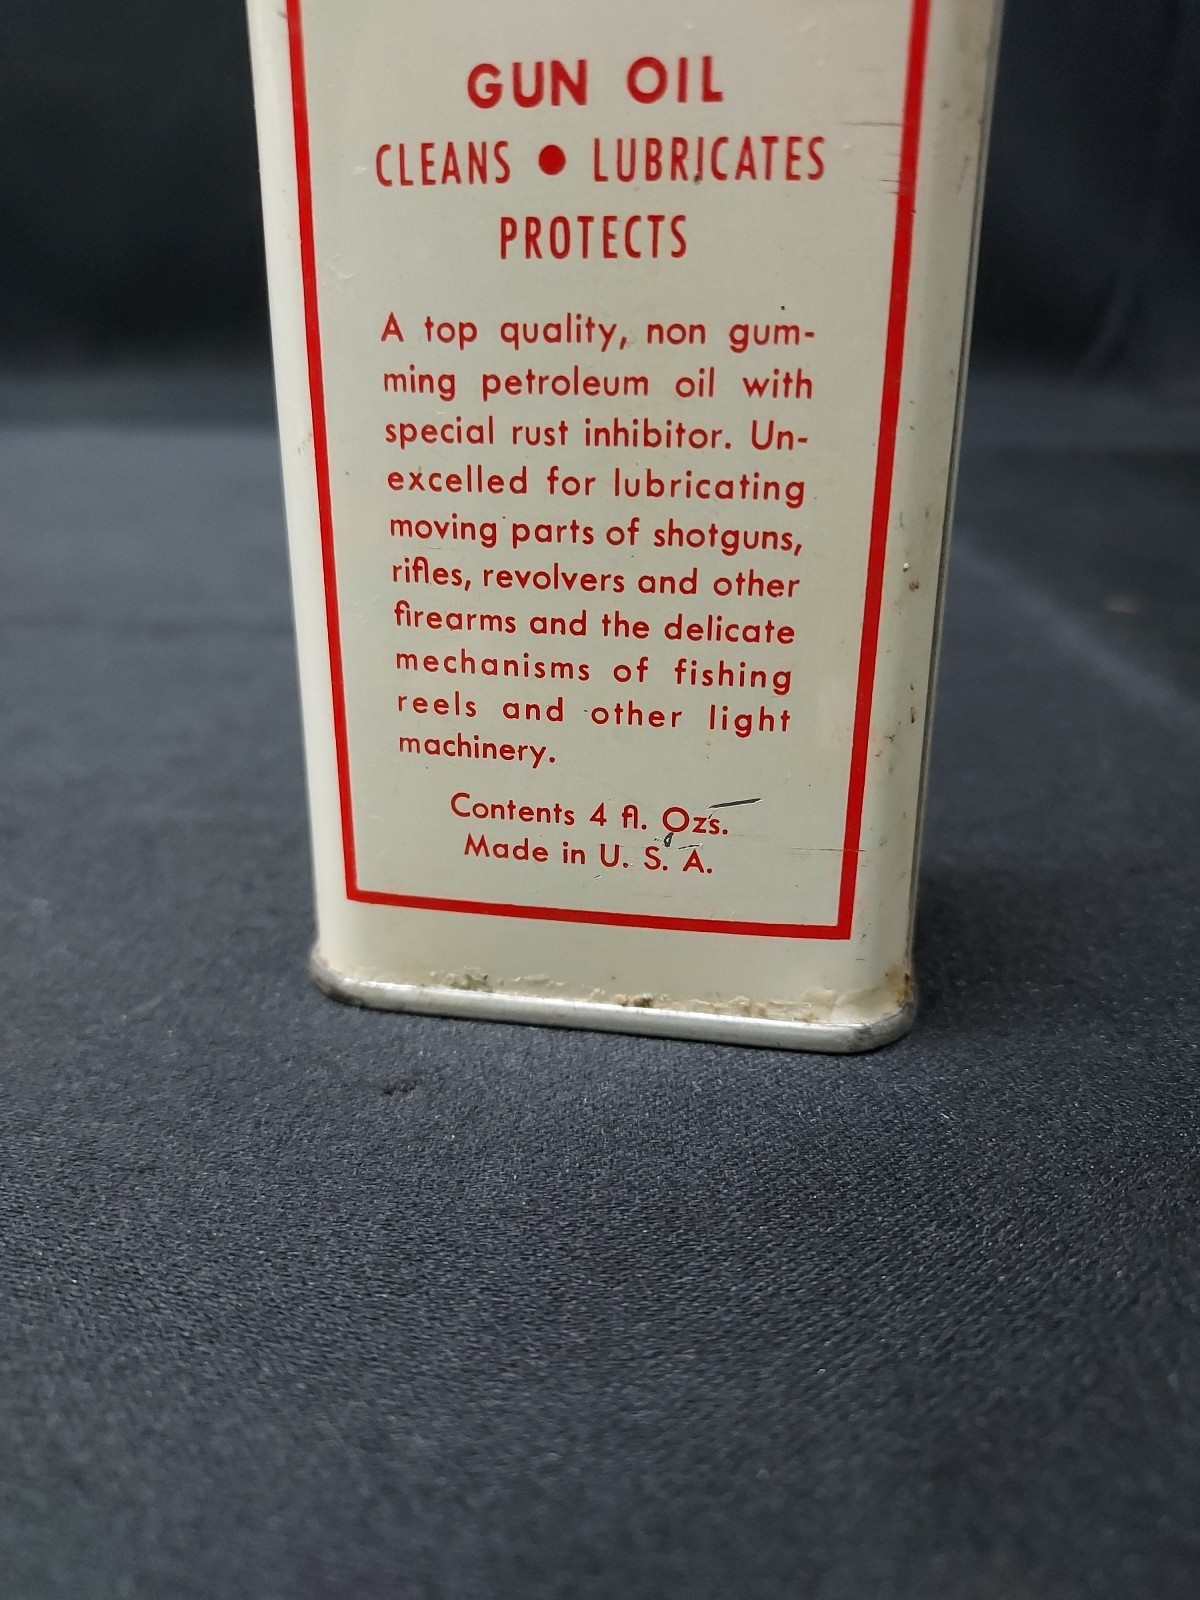 GUN OIL
CLEANS ● LUBRICATES
PROTECTS
A top quality, non gum-
ming petroleum oil with
special rust inhibitor. Un-
excelled for lubricating
moving parts of shotguns,
rifles, revolvers and other
firearms and the delicate
mechanisms of fishing
reels and other light
machinery.
Contents 4 fl. Ozs.
Made in U. S. A.